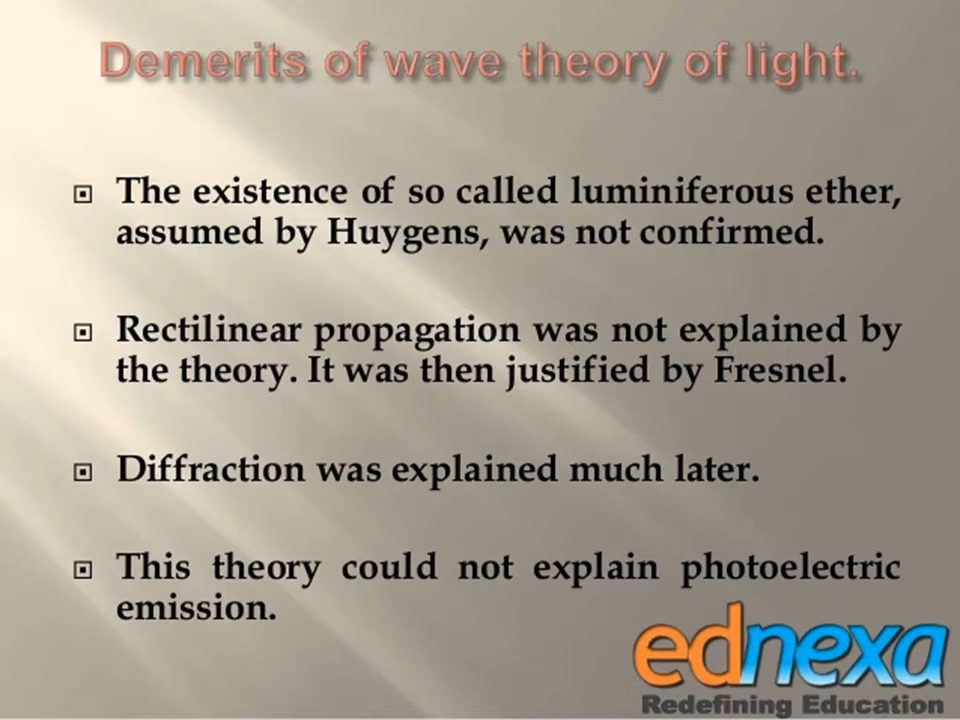 Demerits of wave theory of light.
The existence of so called luminiferous ether,
assumed by Huygens, was not confirmed.
Rectilinear propagation was not explained by
the theory. It was then justified by Fresnel.
Diffraction was explained much later.
This theory could not explain photoelectric
emission.
ednexa
Redefining Education